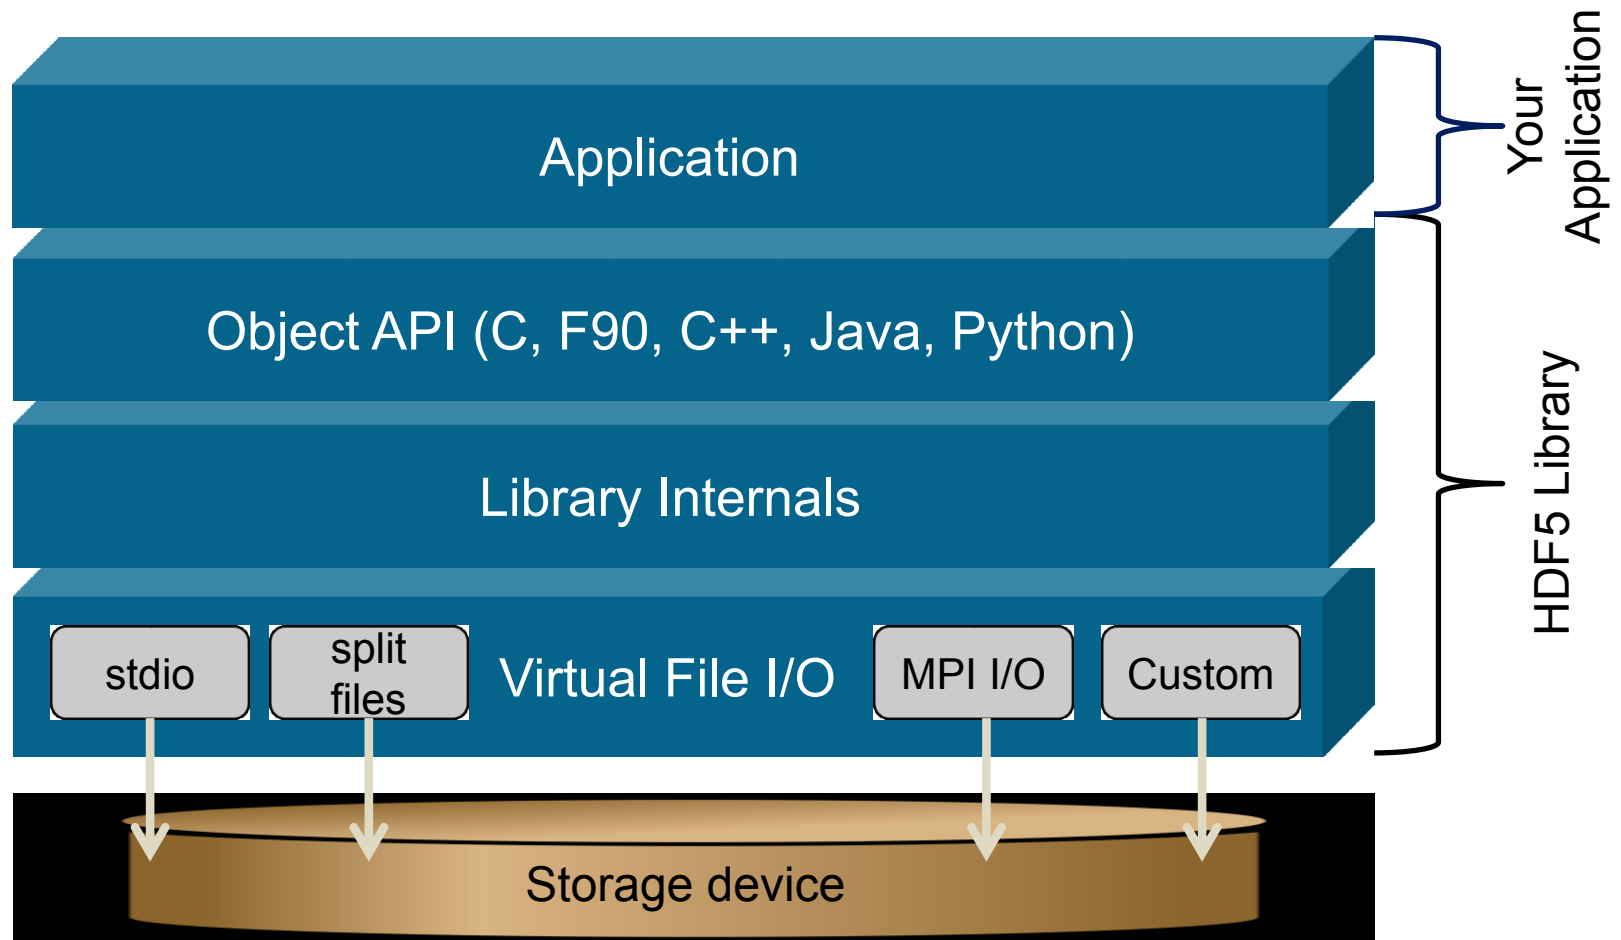 Application
Your
Application
Object API (C, F90, C++, Java, Python)
Library Internals
HDF5 Library
stdio
split
files
Virtual File I/O
MPI I/O
Custom
Storage device